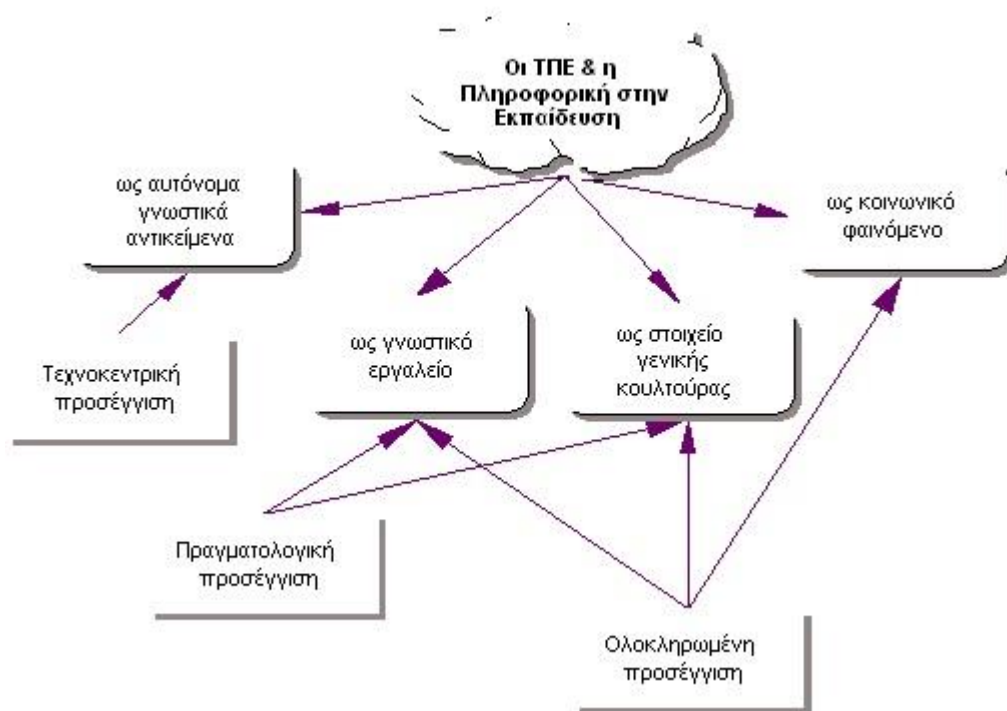 Οι ΤΠΕ & η
Πληροφορική στην
Εκπαίδευση
ως αυτόνομα
γνωστικά
αντικείμενα
ως κοινωνικό
φαινόμενο
ως γνωστικό
εργαλείο
ως στοιχείο
γενικής
κουλτούρας
Τεχνοκεντρική
προσέγγιση
Πραγματολογική
προσέγγιση
Ολοκληρωμένη
προσέγγιση